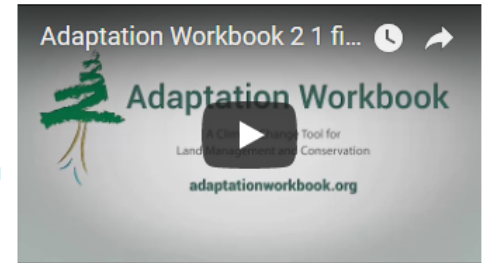 Adaptation Workbook 2 1 fi...
Adaptation Workbook
A Climate Change Tool for
Land Management and Conservation
adaptationworkbook.org